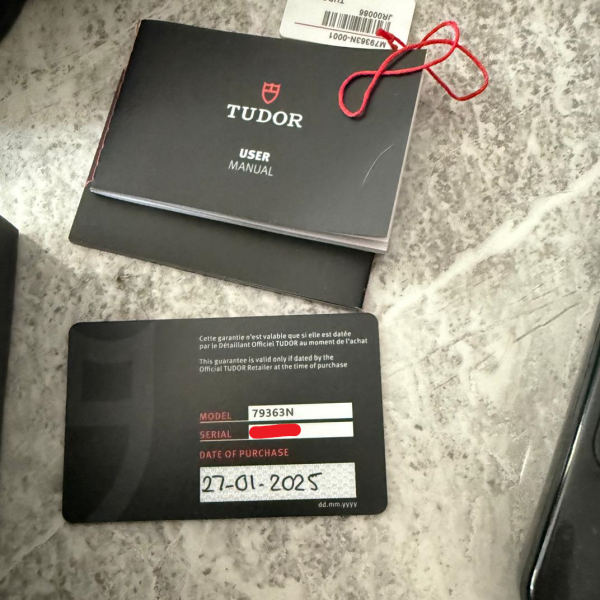 M79363N-0001
JR00086
TUDOR
USER
MANUAL
Cette garantie n'est valable que si elle est datée
par le Détaillant Officiel TUDOR au moment de l'achat
This guarantee is valid only if dated by the
Official TUDOR Retailer at the time of purchase
MODEL 79363N
SERIAL
DATE OF PURCHASE
27-01-2025
dd.mm.yyyy